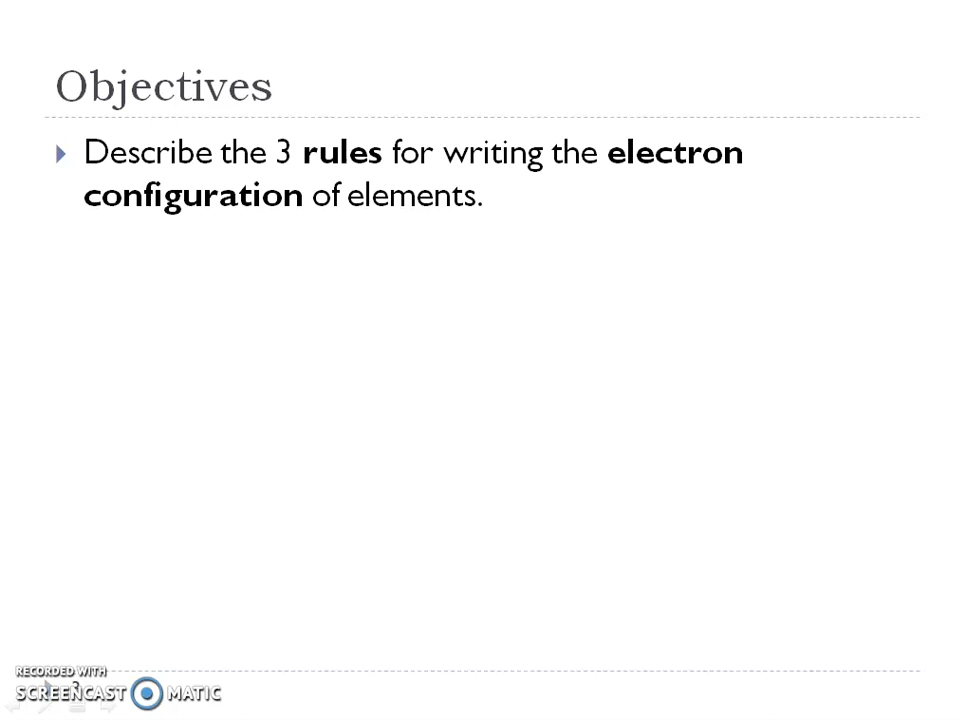 Objectives
Describe the 3 rules for writing the electron
configuration of elements.
RECORDED WITH
SCREENCAST MATIC